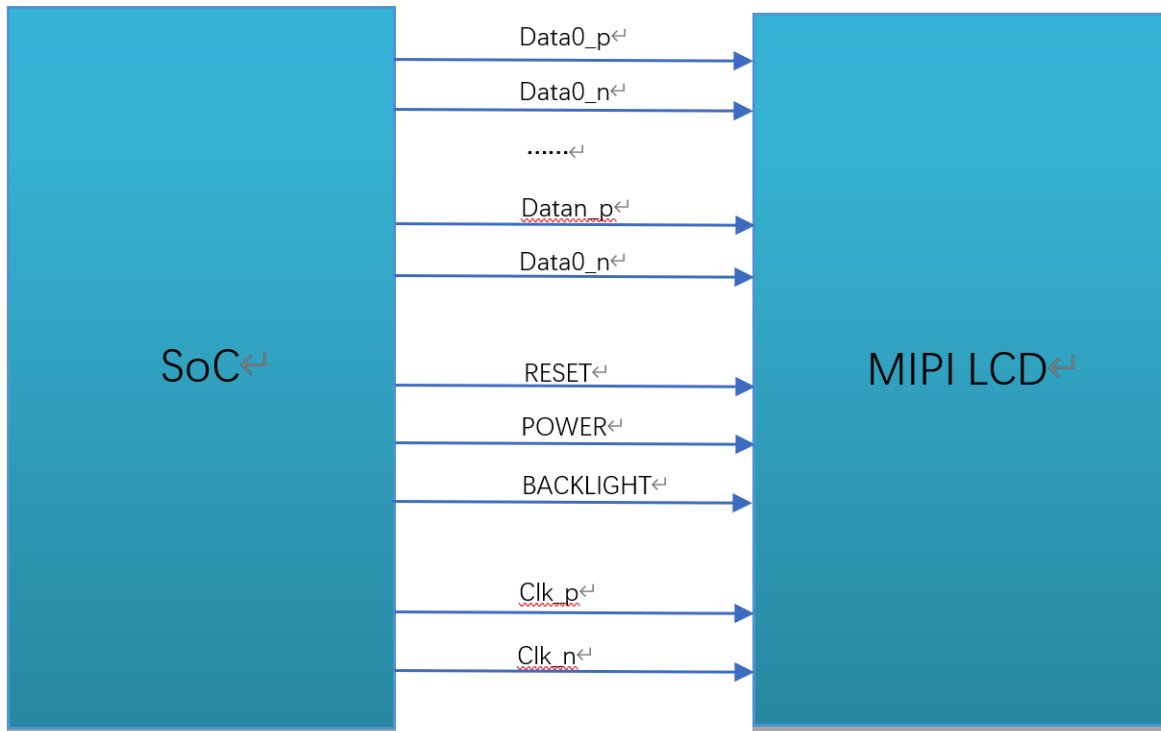 Data0_p
Data0_n
......
Datan_p
Data0_n
SoC
RESET
MIPI LCD
POWER
BACKLIGHT
Clk_p
Clk_n